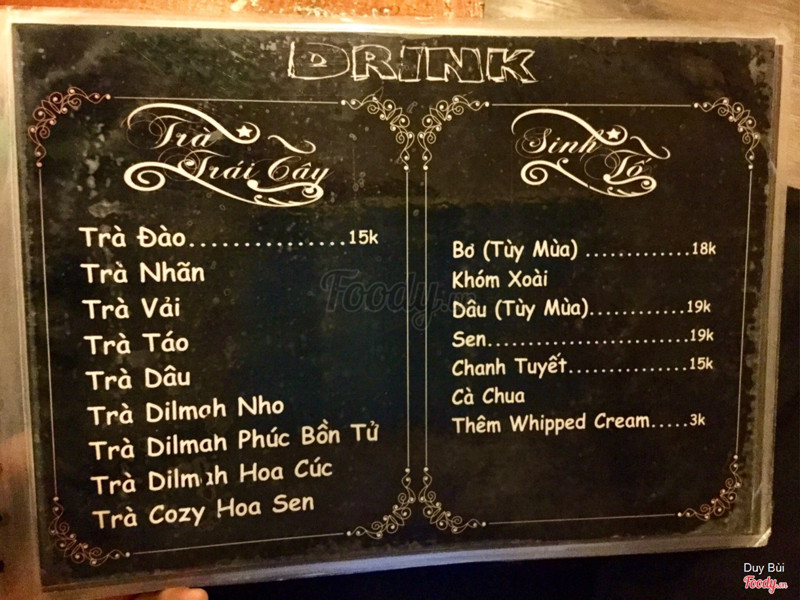 DRINK
Trà
Trái Cây
Trà Đào...............15k
Trà Nhãn
Trà Vải
Trà Táo
Trà Dâu
Trà Dilmah Nho
Trà Dilmah Phúc Bồn Tử
Trà Dilmah Hoa Cúc
Trà Cozy Hoa Sen
Sinh
Tố
Bơ (Tùy Mùa) .............18k
Khóm Xoài
Dâu (Tùy Mùa)............19k
Sen.........................19k
Chanh Tuyết...............15k
Cà Chua
Thêm Whipped Cream.....3k
Foody.vn
Duy Bùi
Foody.vn